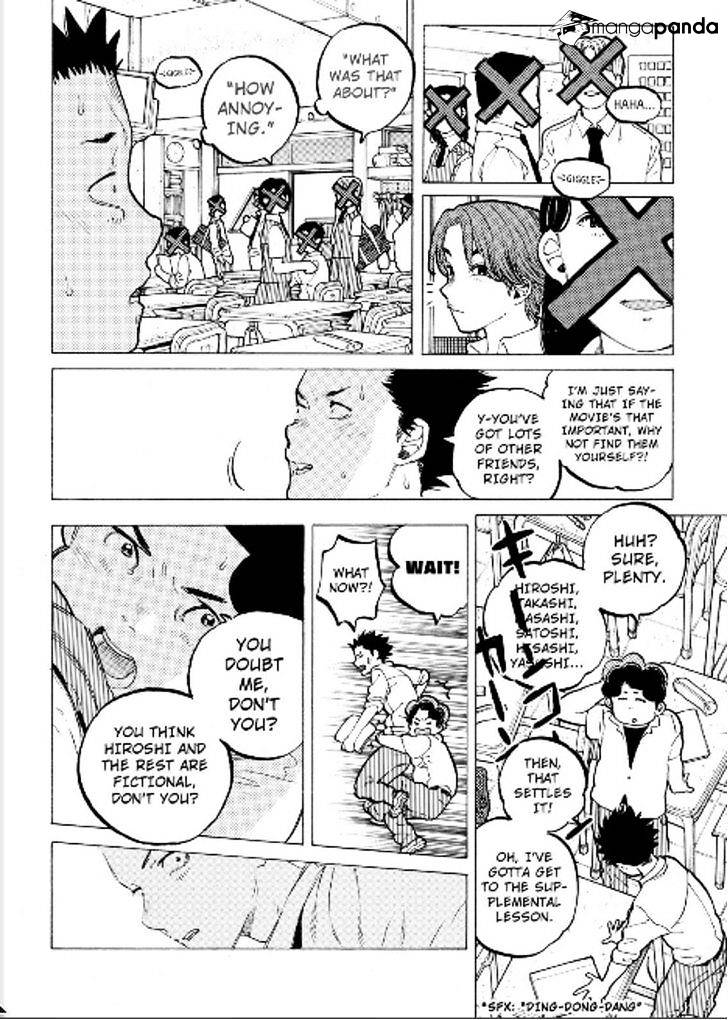 mangapanda
HAHA...
GIGGLE
"WHAT
WAS THAT
ABOUT?"
"HOW
ANNOY-
ING."
GIGGLE
I'M JUST SAY-
ING THAT IF THE
MOVIE'S THAT
IMPORTANT, WHY
NOT FIND THEM
YOURSELF?!
Y-YOU'VE
GOT LOTS
OF OTHER
FRIENDS,
RIGHT?
HUH?
SURE,
PLENTY.
HIROSHI,
TAKASHI,
MASASHI,
SATOSHI,
HISASHI,
YASUSHI...
THEN,
THAT
SETTLES
IT!
OH, I'VE
GOTTA GET
TO THE SUP-
PLEMENTAL
LESSON.
*SFX: "DING-DONG-DANG"
WAIT!
WHAT
NOW?!
YOU
DOUBT
ME,
DON'T
YOU?
YOU THINK
HIROSHI AND
THE REST ARE
FICTIONAL,
DON'T YOU?